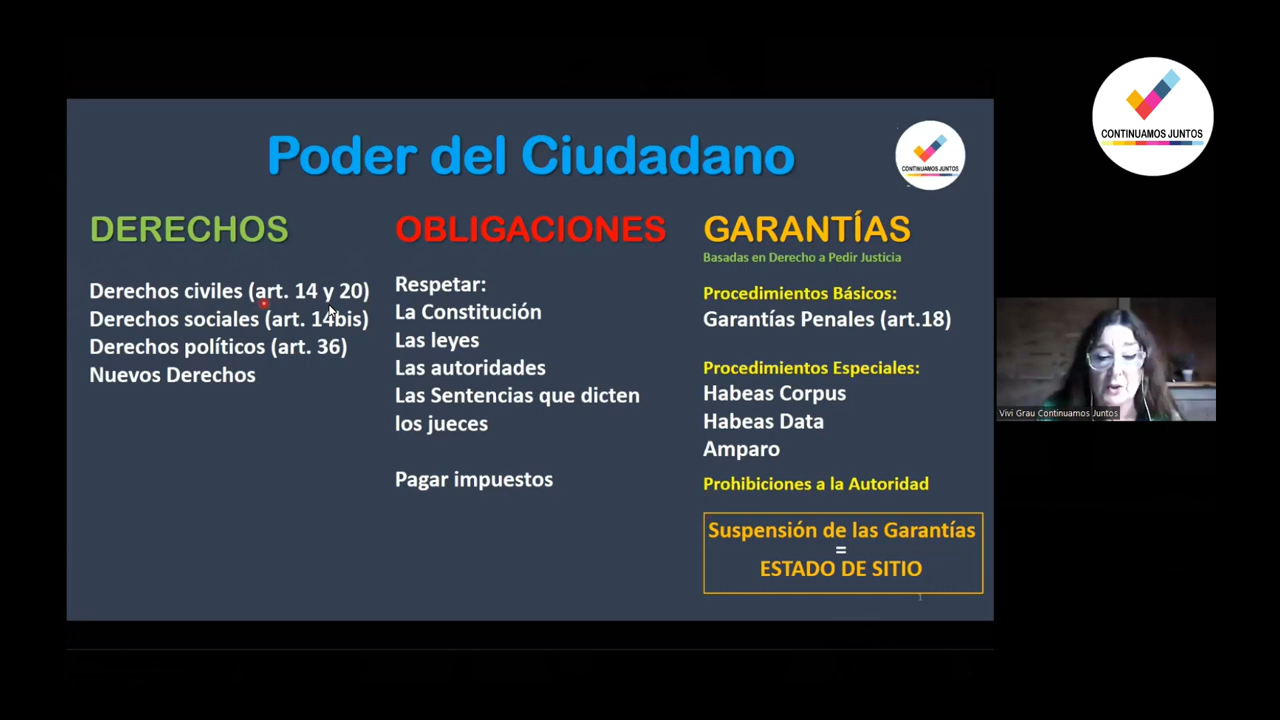 CONTINUAMOS JUNTOS
Poder del Ciudadano
CONTINUAMOS JUNTOS
DERECHOS
Derechos civiles (art. 14 y 20)
Derechos sociales (art. 14bis)
Derechos políticos (art. 36)
Nuevos Derechos
OBLIGACIONES
Respetar:
La Constitución
Las leyes
Las autoridades
Las Sentencias que dicten
los jueces
Pagar impuestos
GARANTÍAS
Basadas en Derecho a Pedir Justicia
Procedimientos Básicos:
Garantías Penales (art.18)
Procedimientos Especiales:
Habeas Corpus
Habeas Data
Amparo
Prohibiciones a la Autoridad
Suspensión de las Garantías
=
ESTADO DE SITIO
1
Vivi Grau Continuamos Juntos